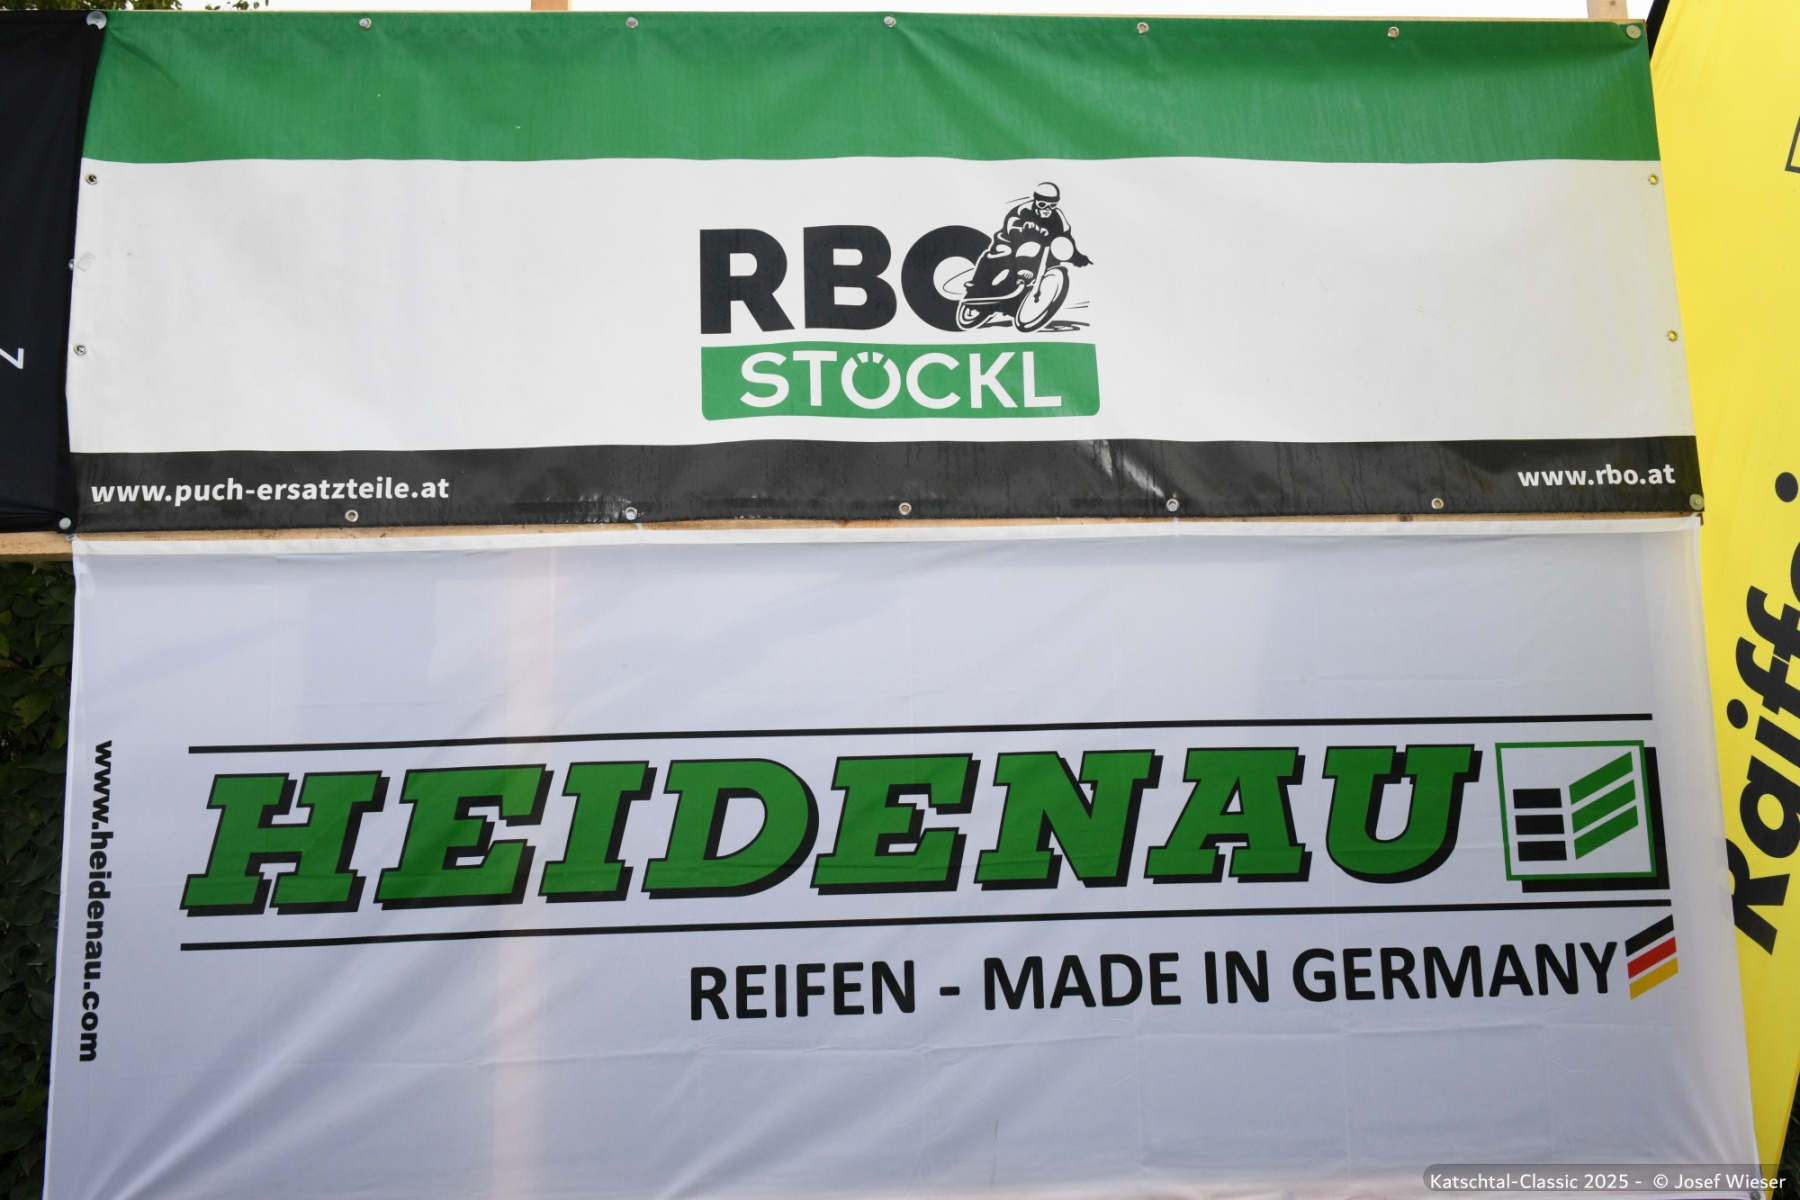 RBO
STÖCKL
www.puch-ersatzteile.at
www.rbo.at
HEIDENAU
REIFEN - MADE IN GERMANY
www.heidenau.com
Katschtal-Classic 2025 - © Josef Wieser